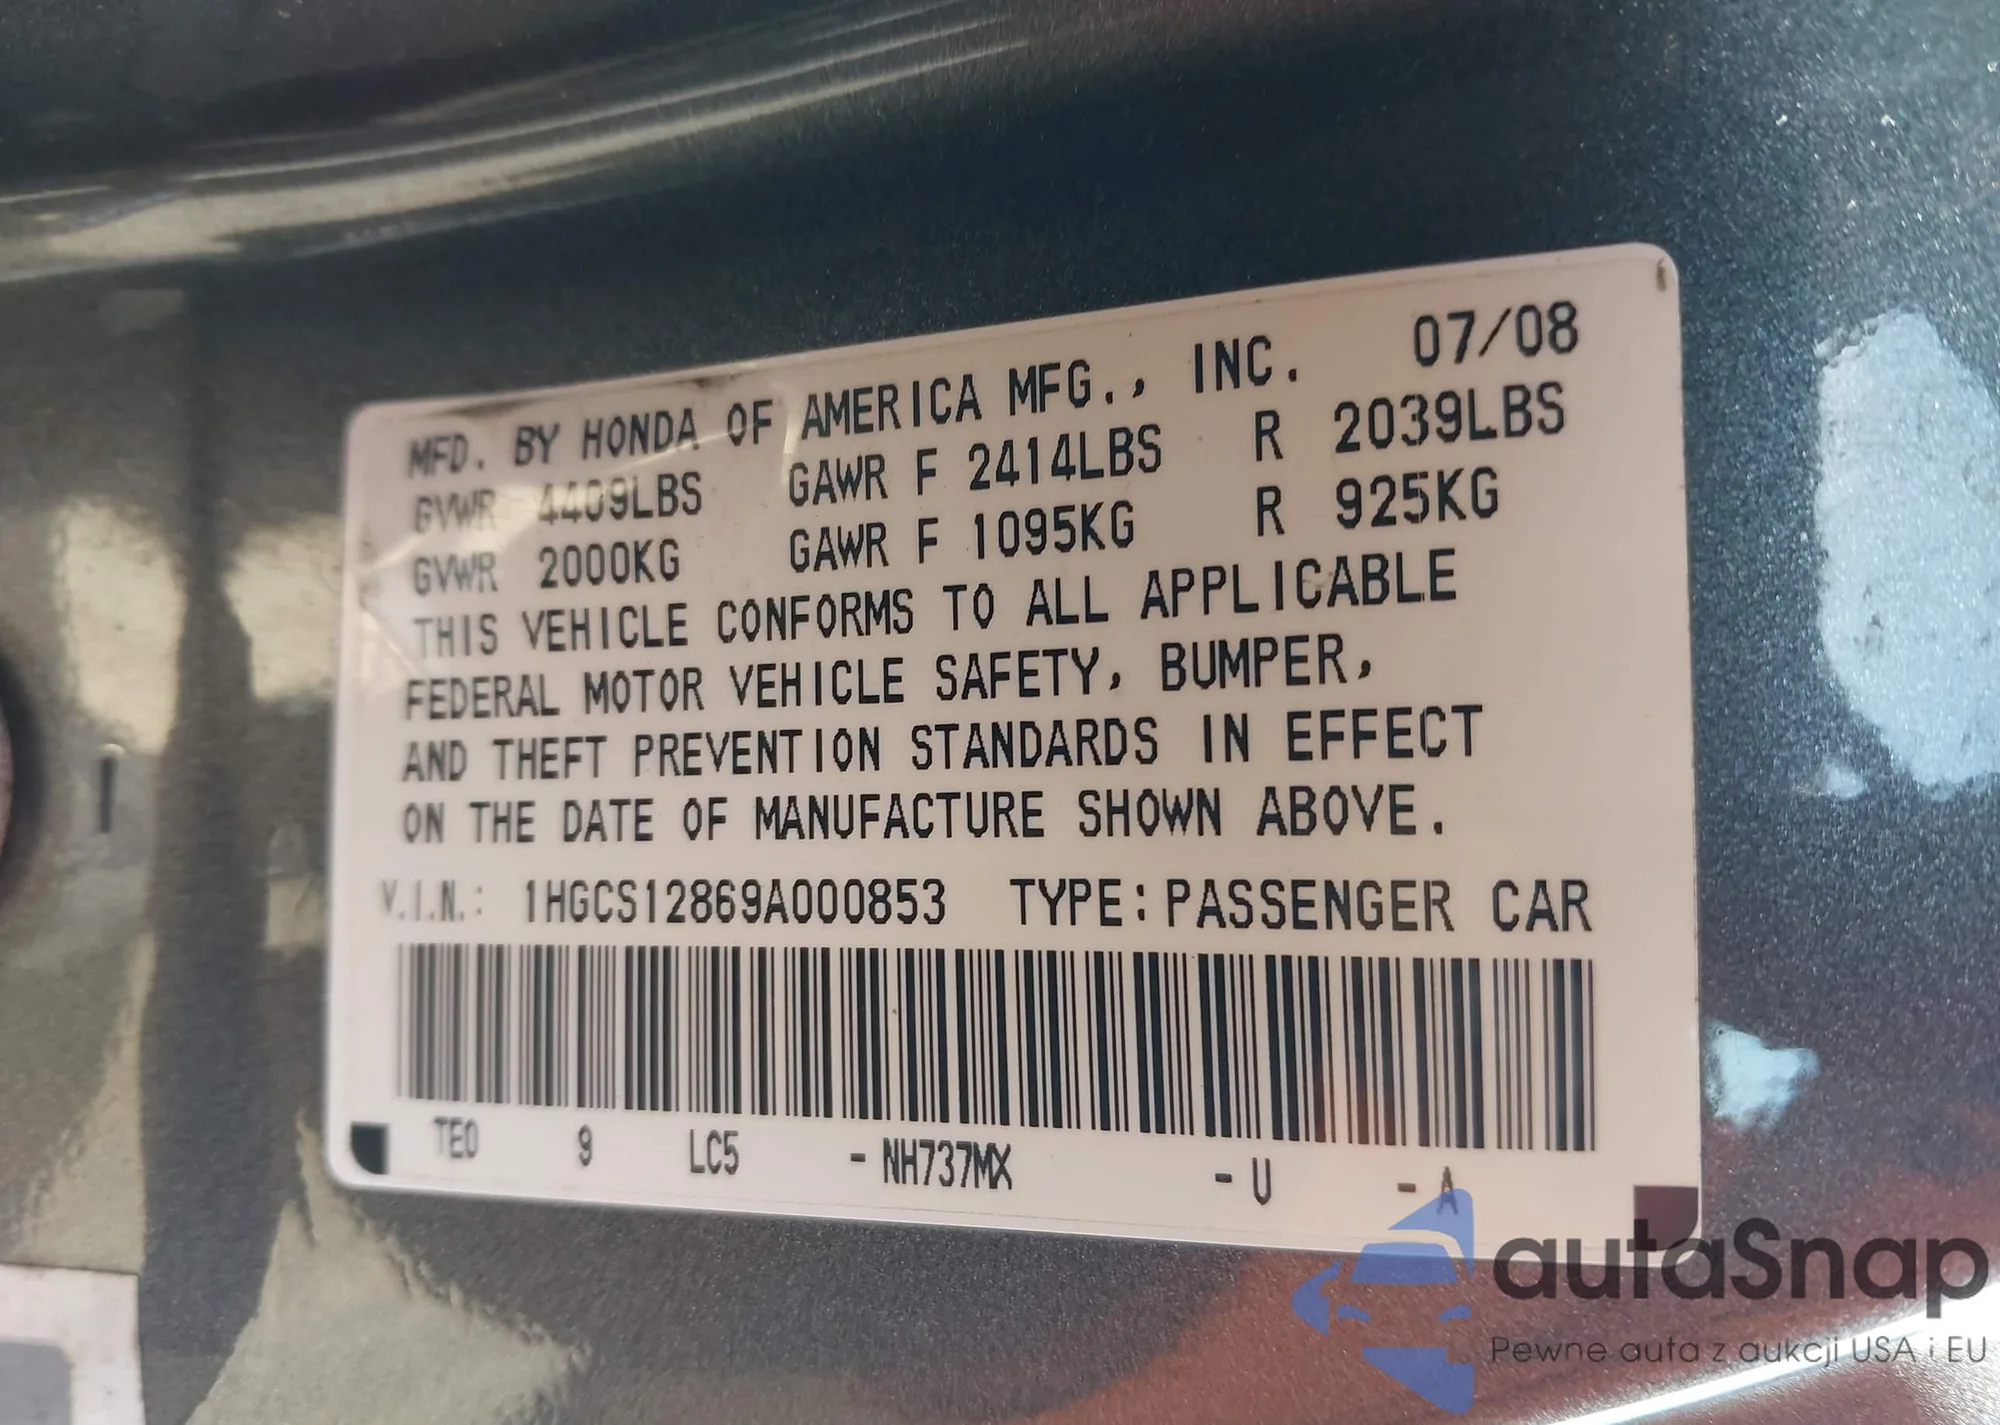 MFD. BY HONDA OF AMERICA MFG., INC. 07/08
GVWR 4409LBS GAWR F 2414LBS R 2039LBS
GVWR 2000KG GAWR F 1095KG R 925KG
THIS VEHICLE CONFORMS TO ALL APPLICABLE
FEDERAL MOTOR VEHICLE SAFETY, BUMPER,
AND THEFT PREVENTION STANDARDS IN EFFECT
ON THE DATE OF MANUFACTURE SHOWN ABOVE.
V.I.N.: 1HGCS12869A000853 TYPE: PASSENGER CAR
TE0 9 LC5 - NH737MX - U - A
autaSnap
Pewne auta z aukcji USA i EU